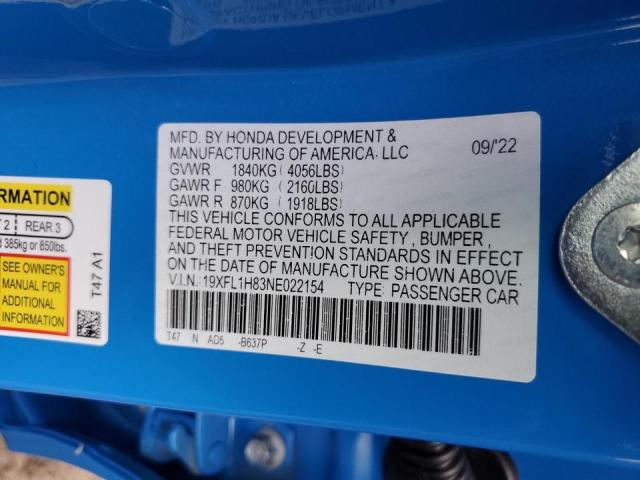 MFD. BY HONDA DEVELOPMENT &
MANUFACTURING OF AMERICA, LLC 09/'22
GVWR 1840KG (4056LBS)
GAWR F 980KG (2160LBS)
GAWR R 870KG (1918LBS)
THIS VEHICLE CONFORMS TO ALL APPLICABLE
FEDERAL MOTOR VEHICLE SAFETY, BUMPER,
AND THEFT PREVENTION STANDARDS IN EFFECT
ON THE DATE OF MANUFACTURE SHOWN ABOVE.
V.I.N.:19XFL1H83NE022154 TYPE: PASSENGER CAR
T47 N AD5 -B637P -Z -E
RMATION
2 REAR 3
385kg or 850lbs.
SEE OWNER'S
MANUAL FOR
ADDITIONAL
INFORMATION
T47 A1